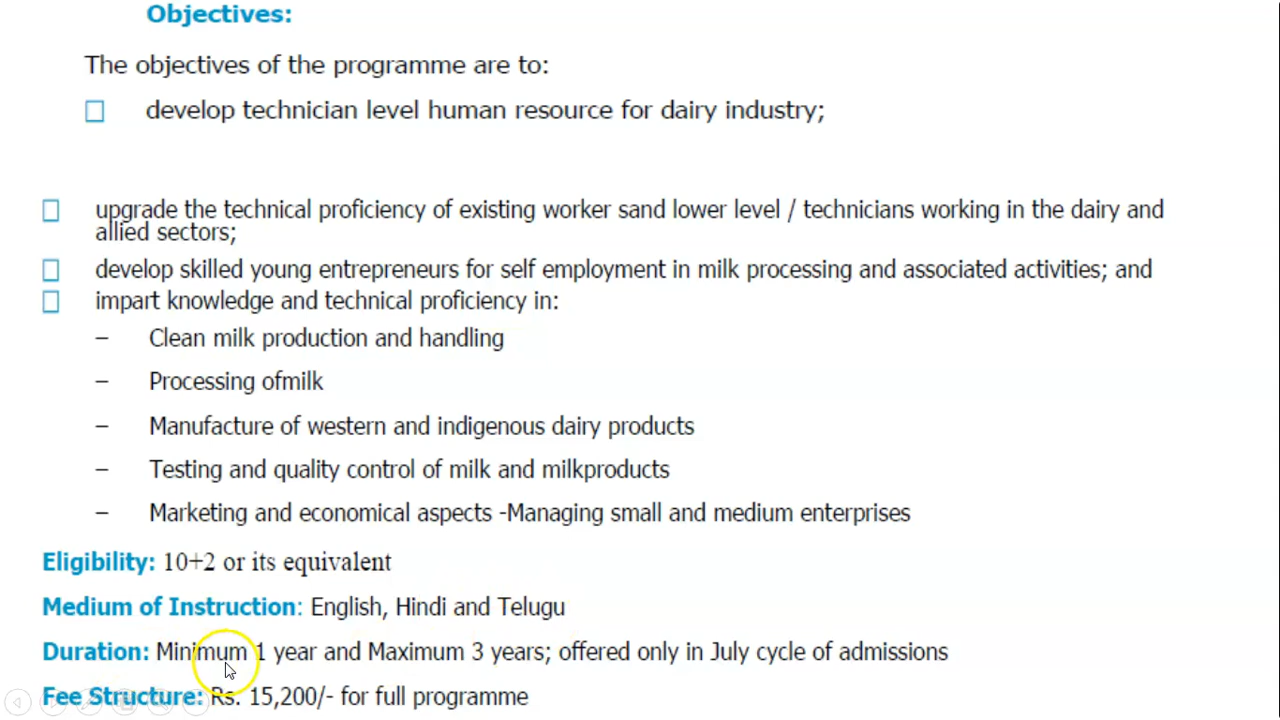 Objectives:
The objectives of the programme are to:
develop technician level human resource for dairy industry;
upgrade the technical proficiency of existing worker sand lower level / technicians working in the dairy and
allied sectors;
develop skilled young entrepreneurs for self employment in milk processing and associated activities; and
impart knowledge and technical proficiency in:
– Clean milk production and handling
– Processing ofmilk
– Manufacture of western and indigenous dairy products
– Testing and quality control of milk and milkproducts
– Marketing and economical aspects -Managing small and medium enterprises
Eligibility: 10+2 or its equivalent
Medium of Instruction: English, Hindi and Telugu
Duration: Minimum 1 year and Maximum 3 years; offered only in July cycle of admissions
Fee Structure: Rs. 15,200/- for full programme